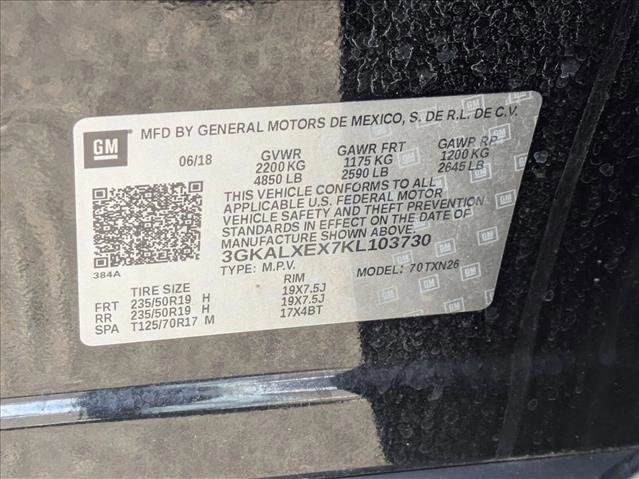 GM
MFD BY GENERAL MOTORS DE MEXICO, S. DE R.L. DE C.V.
06/18 GVWR GAWR FRT GAWR RR
2200 KG 1175 KG 1200 KG
4850 LB 2590 LB 2645 LB
THIS VEHICLE CONFORMS TO ALL
APPLICABLE U.S. FEDERAL MOTOR
VEHICLE SAFETY AND THEFT PREVENTION
STANDARDS IN EFFECT ON THE DATE OF
MANUFACTURE SHOWN ABOVE.
3GKALXEX7KL103730
384A
TYPE: M.P.V. MODEL: 70TXN26
TIRE SIZE RIM
FRT 235/50R19 H 19X7.5J
RR 235/50R19 H 19X7.5J
SPA T125/70R17 M 17X4BT